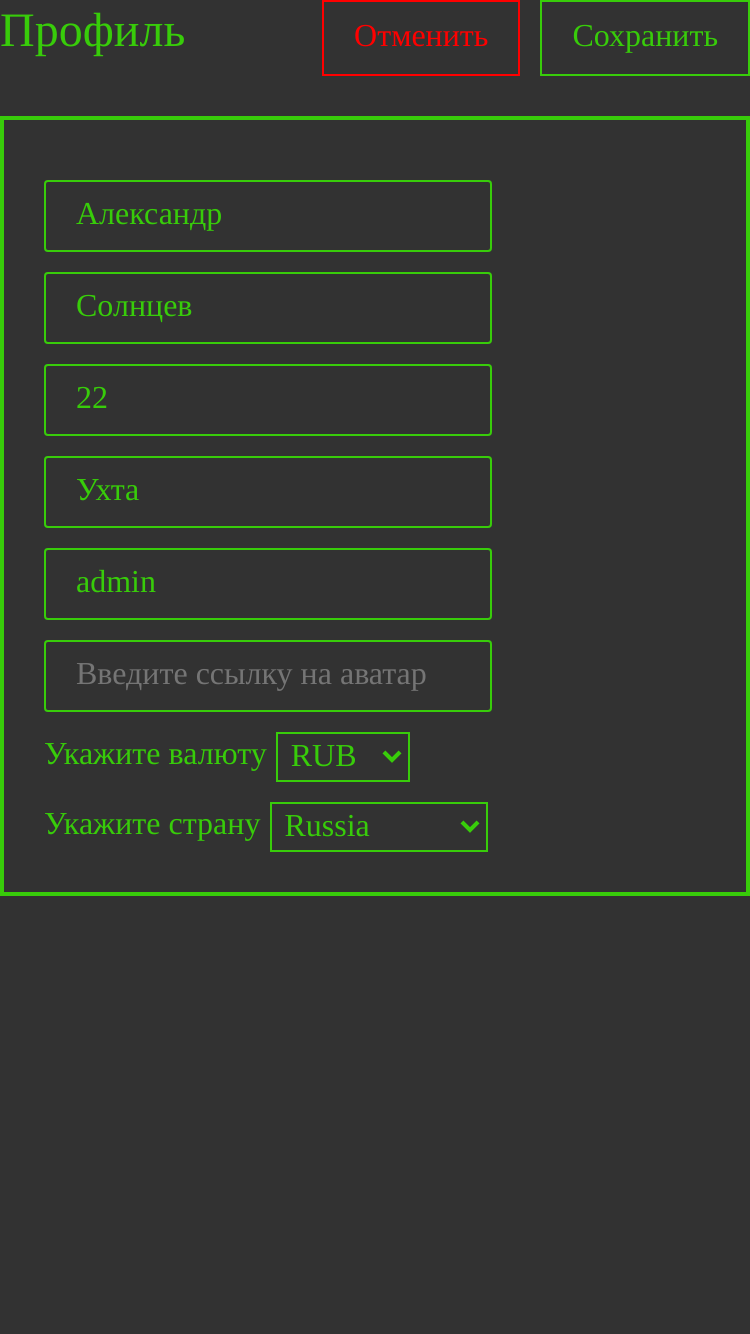 Профиль
Отменить
Сохранить
Александр
Солнцев
22
Ухта
admin
Введите ссылку на аватар
Укажите валюту RUB
Укажите страну Russia